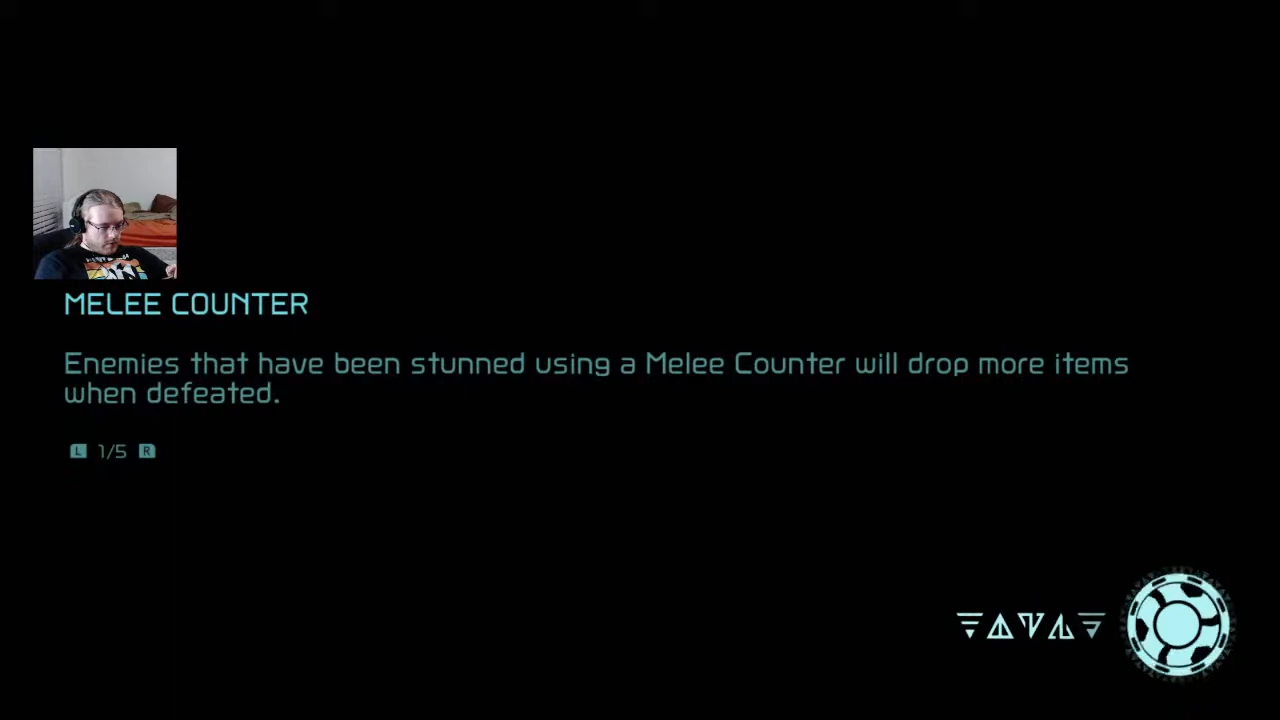 MELEE COUNTER
Enemies that have been stunned using a Melee Counter will drop more items
when defeated.
L 1/5 R